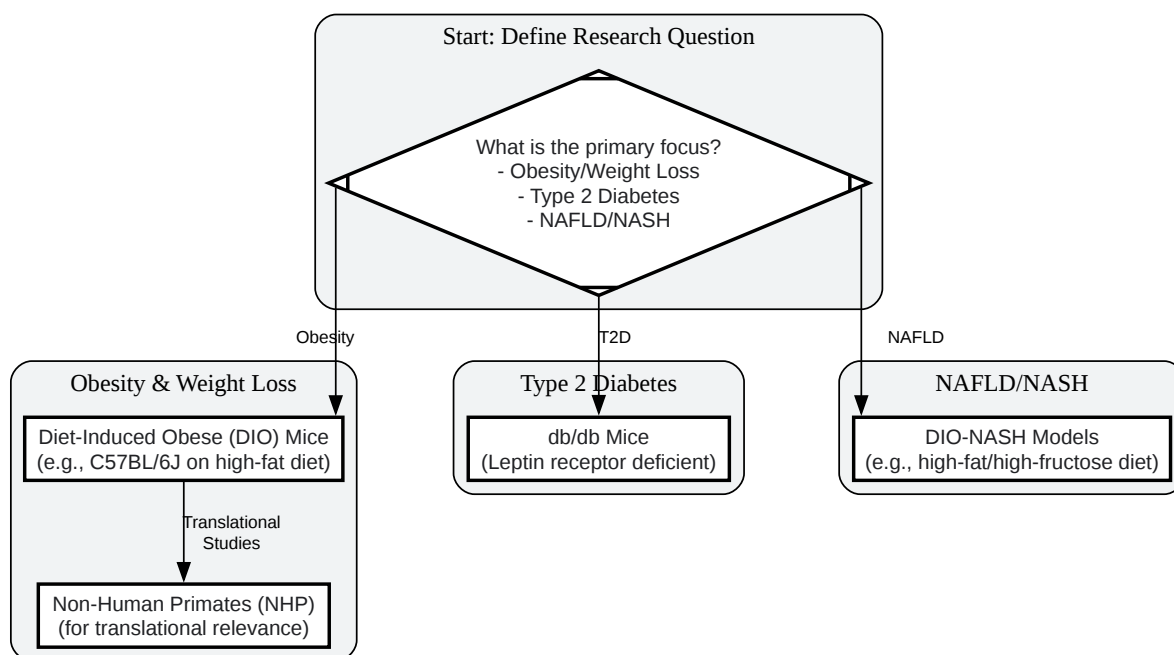 Start: Define Research Question
What is the primary focus?
- Obesity/Weight Loss
- Type 2 Diabetes
- NAFLD/NASH
Obesity
T2D
NAFLD
Obesity & Weight Loss
Diet-Induced Obese (DIO) Mice
(e.g., C57BL/6J on high-fat diet)
Translational
Studies
Non-Human Primates (NHP)
(for translational relevance)
Type 2 Diabetes
db/db Mice
(Leptin receptor deficient)
NAFLD/NASH
DIO-NASH Models
(e.g., high-fat/high-fructose diet)